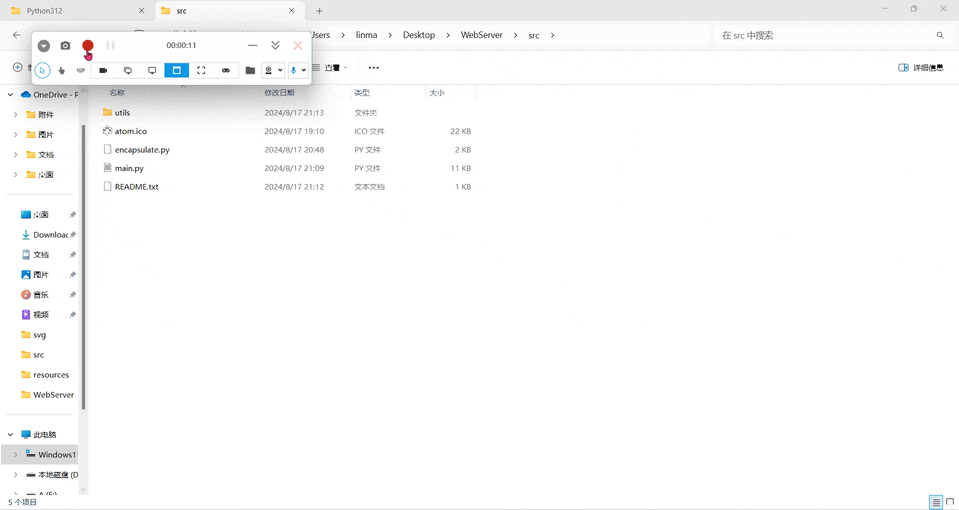 Python312
src
00:00:11
Users > linma > Desktop > WebServer > src >
在 src 中搜索
查看
详细信息
名称 修改日期 类型 大小
OneDrive - P
附件
图片
文档
桌面
桌面
Downloac
文档
图片
音乐
视频
svg
src
resources
WebServer
此电脑
Windows1
本地磁盘 (D
A (F:)
utils 2024/8/17 21:13 文件夹
atom.ico 2024/8/17 19:10 ICO 文件 22 KB
encapsulate.py 2024/8/17 20:48 PY 文件 2 KB
main.py 2024/8/17 21:09 PY 文件 11 KB
README.txt 2024/8/17 21:12 文本文档 1 KB
5 个项目